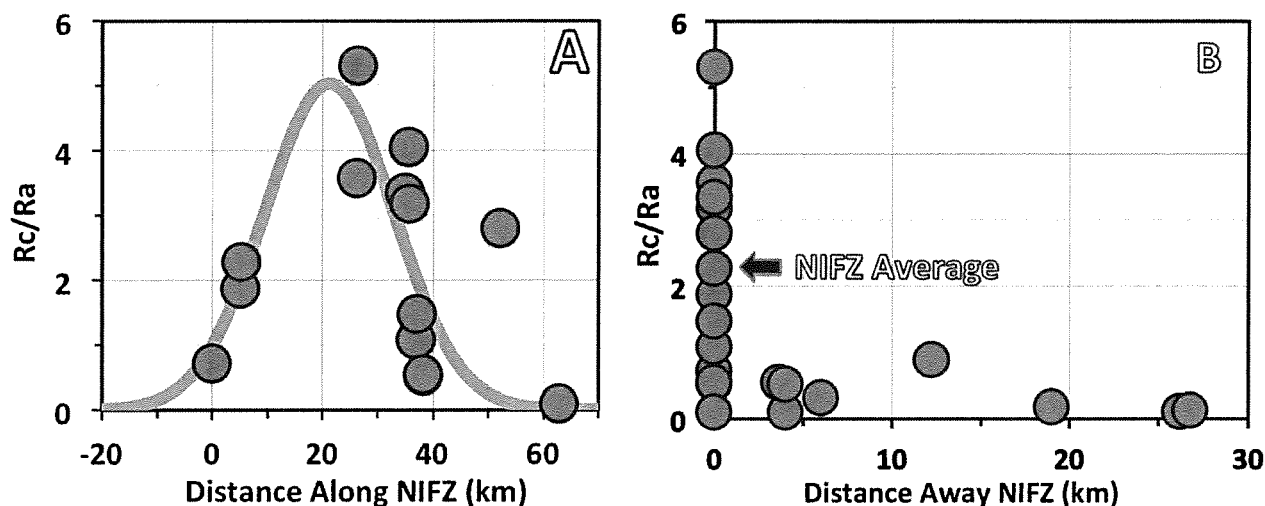 A
6
4
2
0
Rc/Ra
-20 0 20 40 60
Distance Along NIFZ (km)
B
6
4
2
0
Rc/Ra
NIFZ Average
0 10 20 30
Distance Away NIFZ (km)